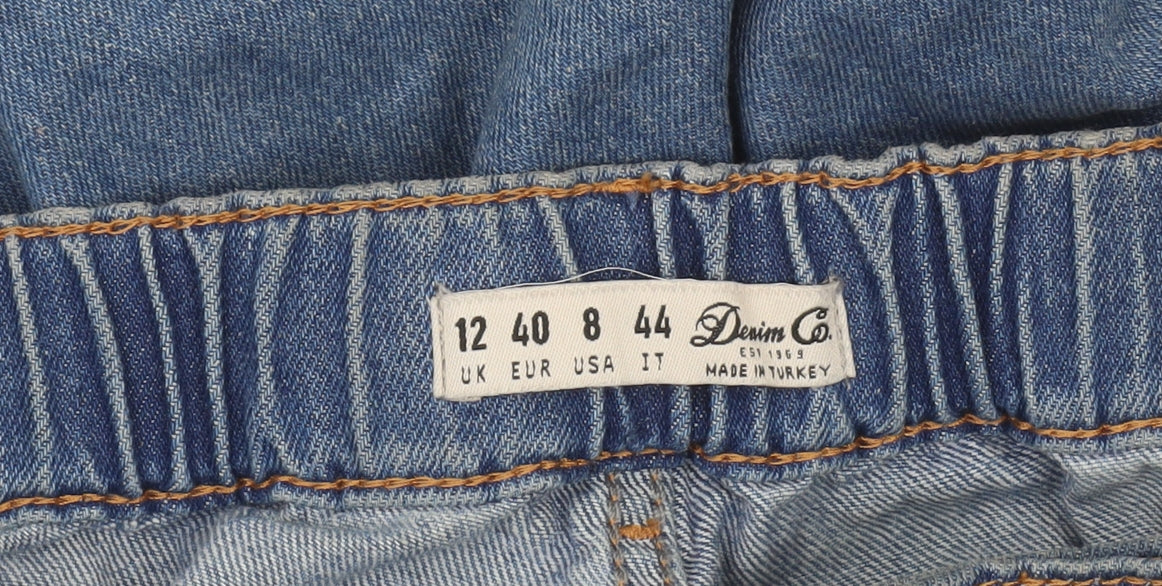 12 40 8 44 Denim Co.
UK EUR USA IT EST 1969
MADE IN TURKEY